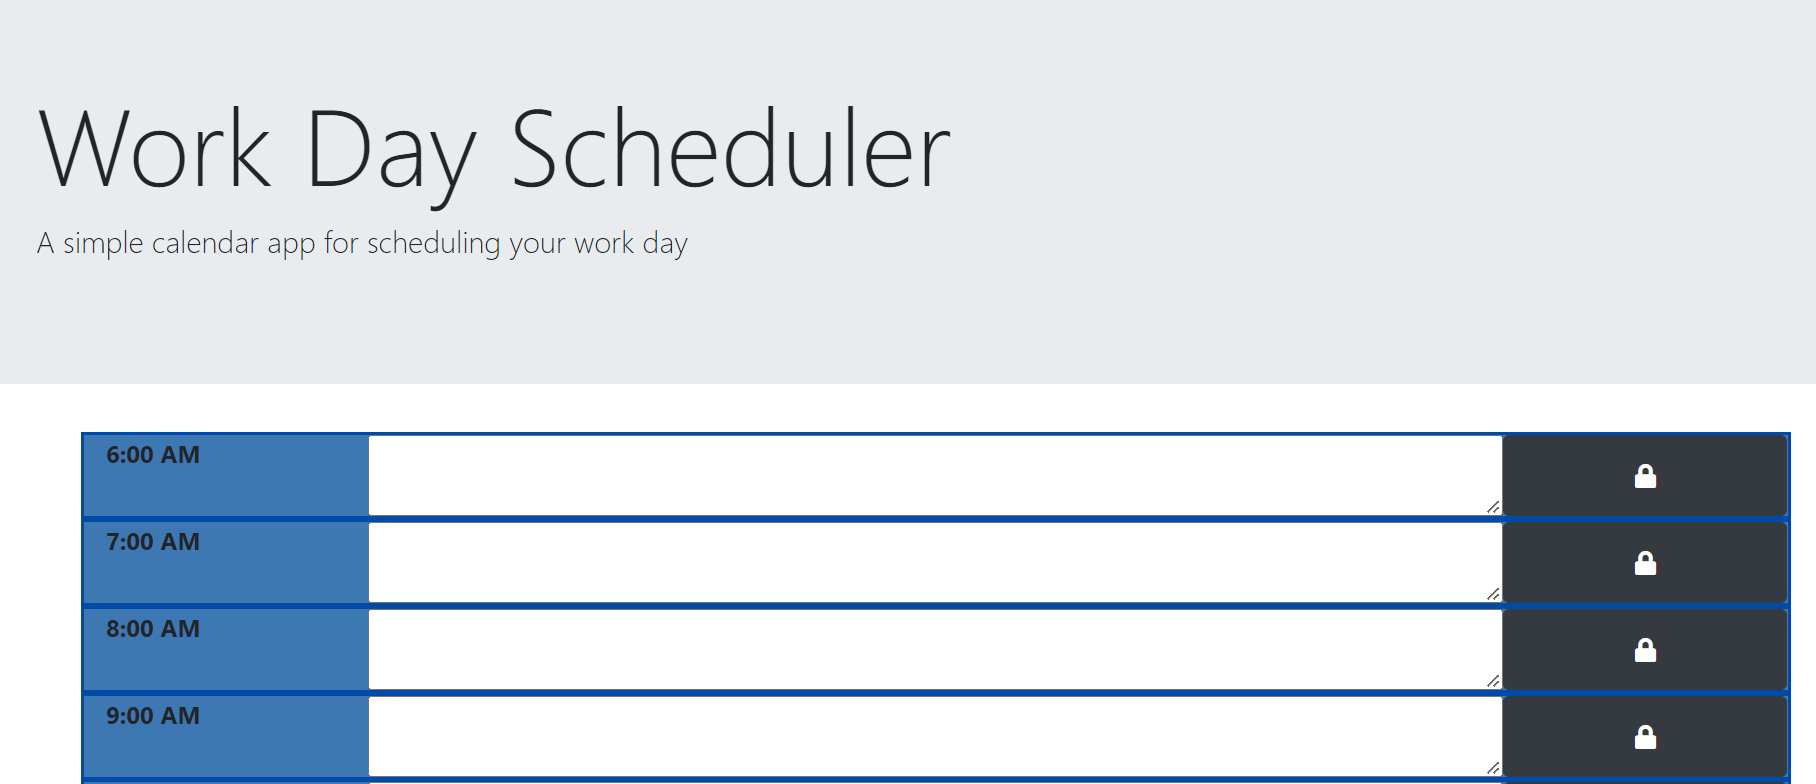 Work Day Scheduler
A simple calendar app for scheduling your work day
6:00 AM
7:00 AM
8:00 AM
9:00 AM